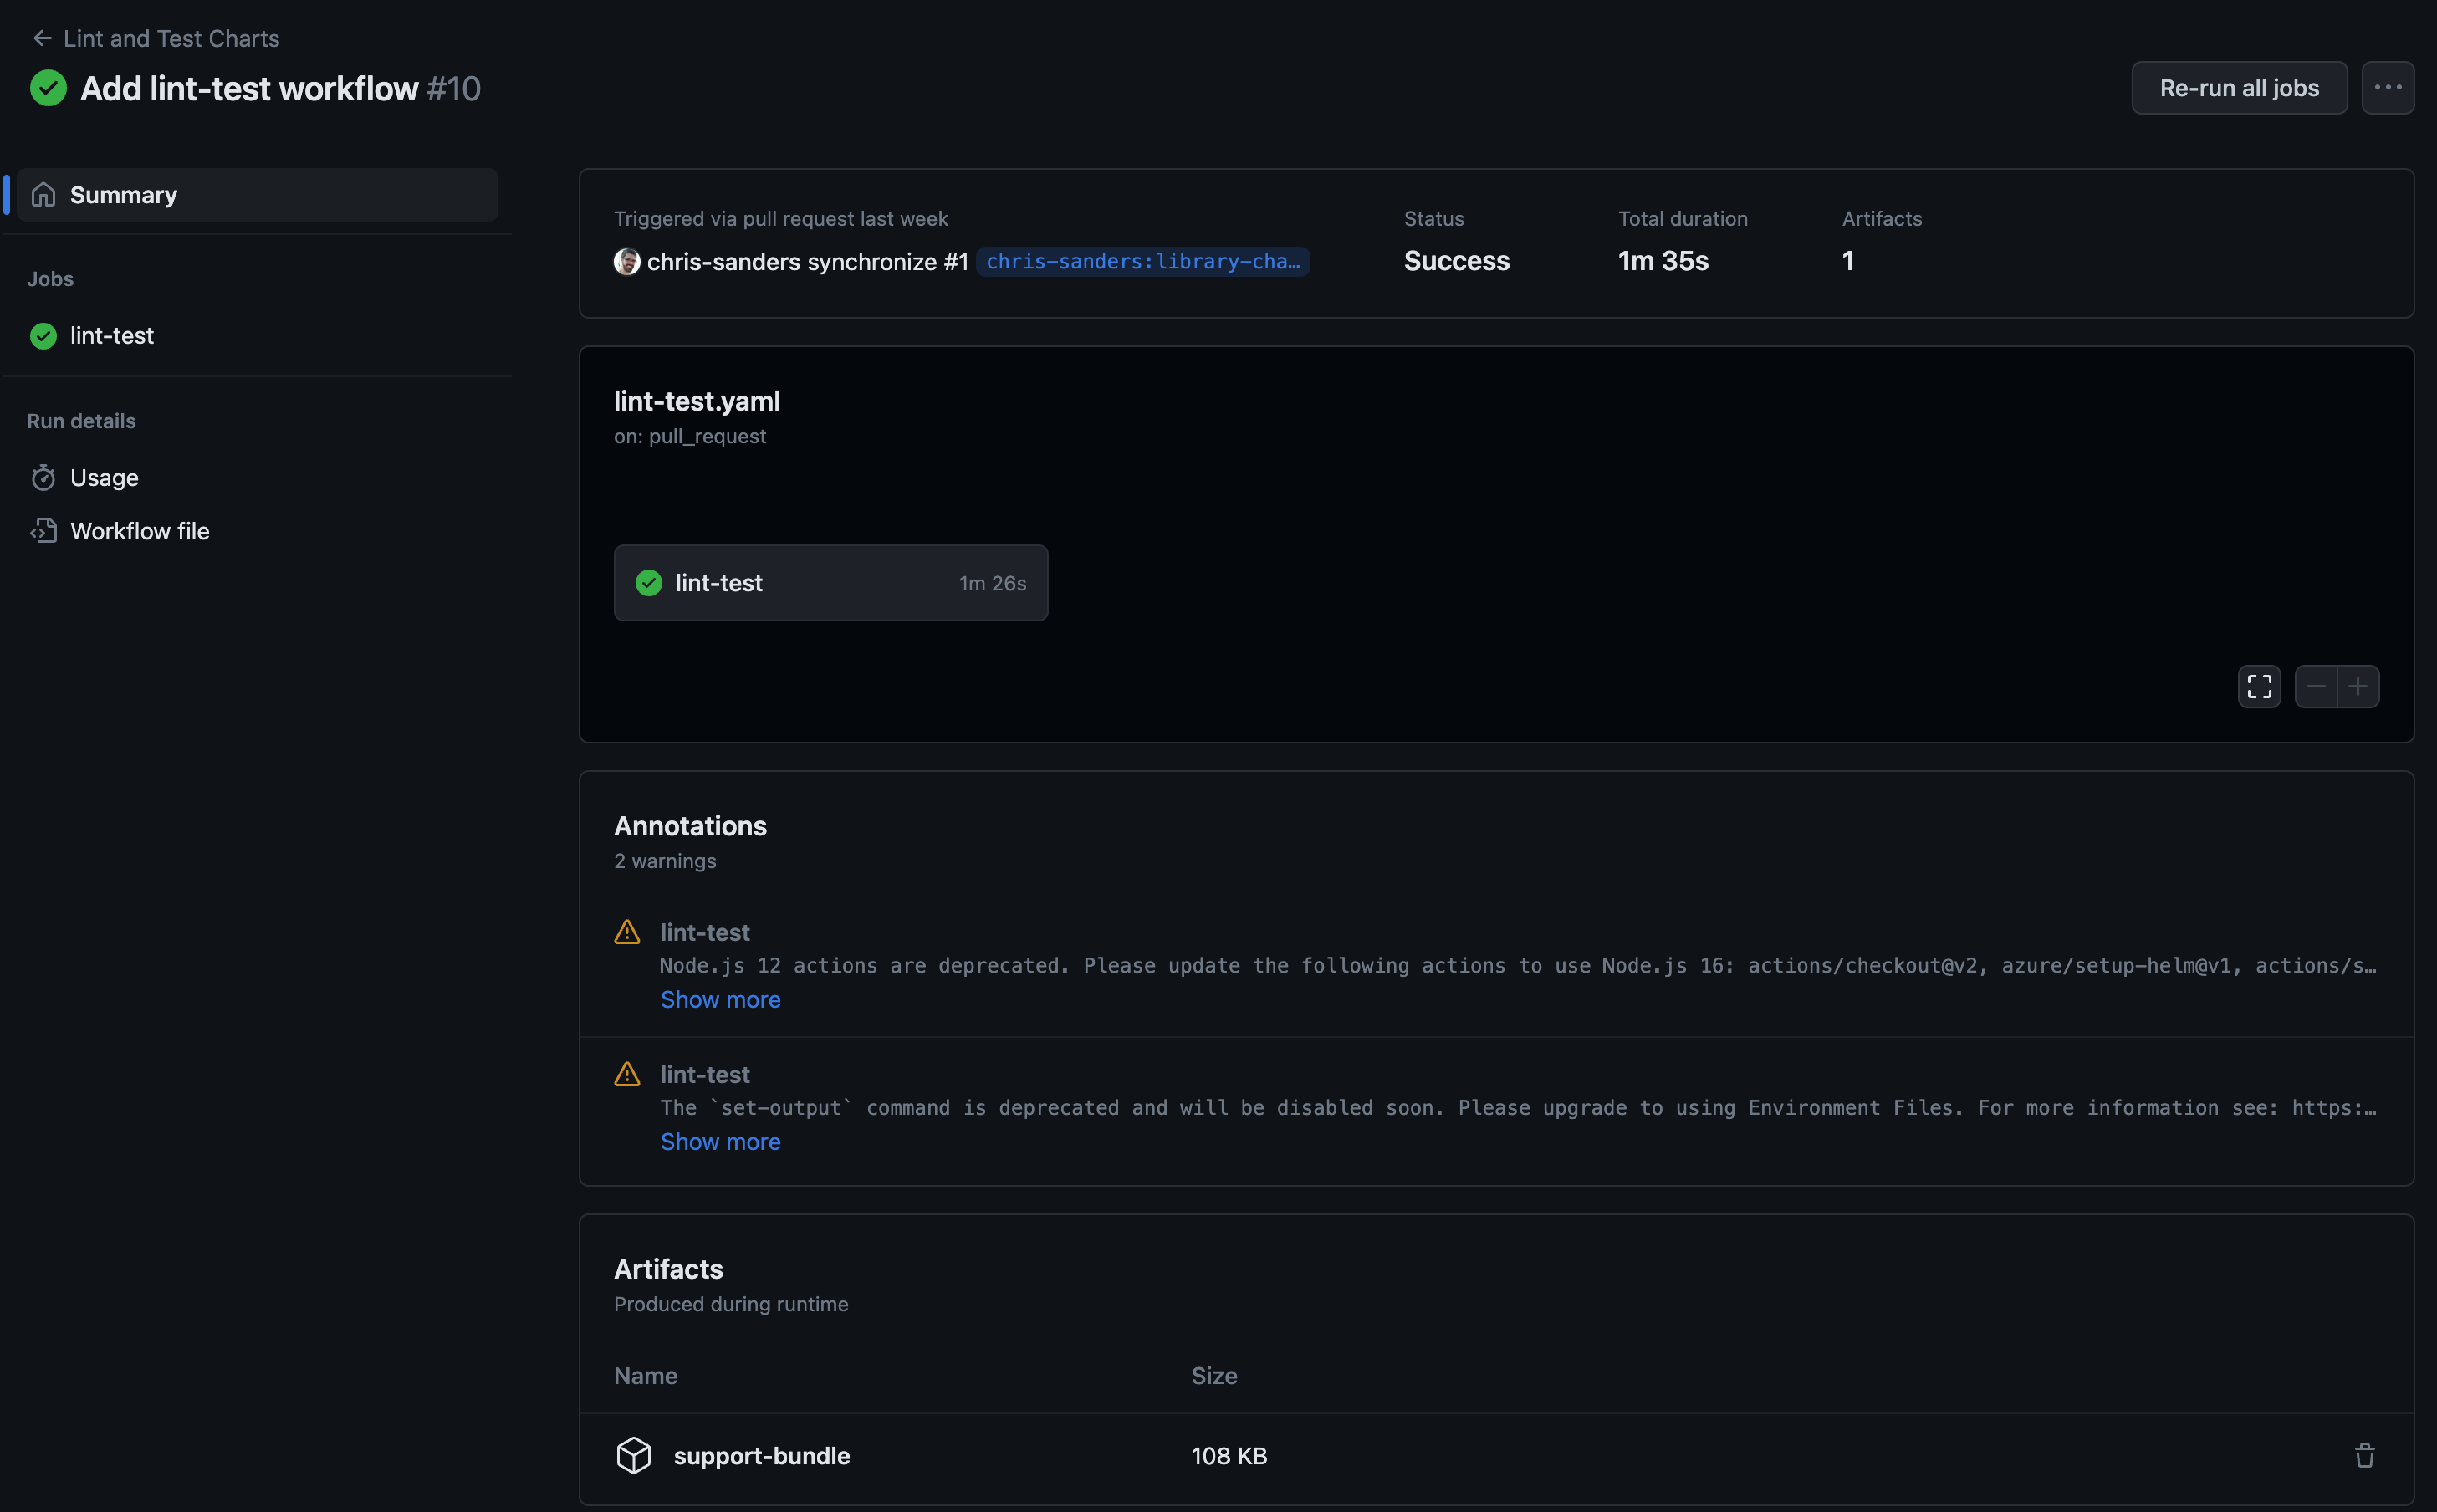 Lint and Test Charts
Add lint-test workflow #10
Re-run all jobs
Summary
Jobs
lint-test
Run details
Usage
Workflow file
Triggered via pull request last week
chris-sanders synchronize #1 chris-sanders:library-cha…
Status
Success
Total duration
1m 35s
Artifacts
1
lint-test.yaml
on: pull_request
lint-test 1m 26s
Annotations
2 warnings
lint-test
Node.js 12 actions are deprecated. Please update the following actions to use Node.js 16: actions/checkout@v2, azure/setup-helm@v1, actions/s…
Show more
lint-test
The `set-output` command is deprecated and will be disabled soon. Please upgrade to using Environment Files. For more information see: https:…
Show more
Artifacts
Produced during runtime
Name Size
support-bundle 108 KB